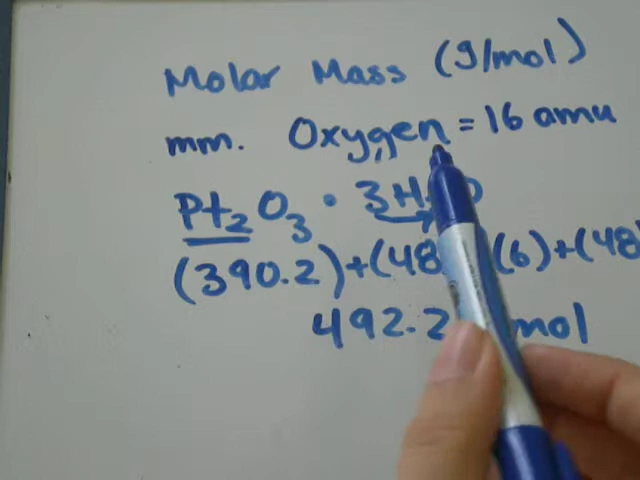 Molar Mass (g/mol)
mm. Oxygen = 16 amu
Pt₂O₃ • 3H
(390.2)+(48 (6)+(48
492.2 mol